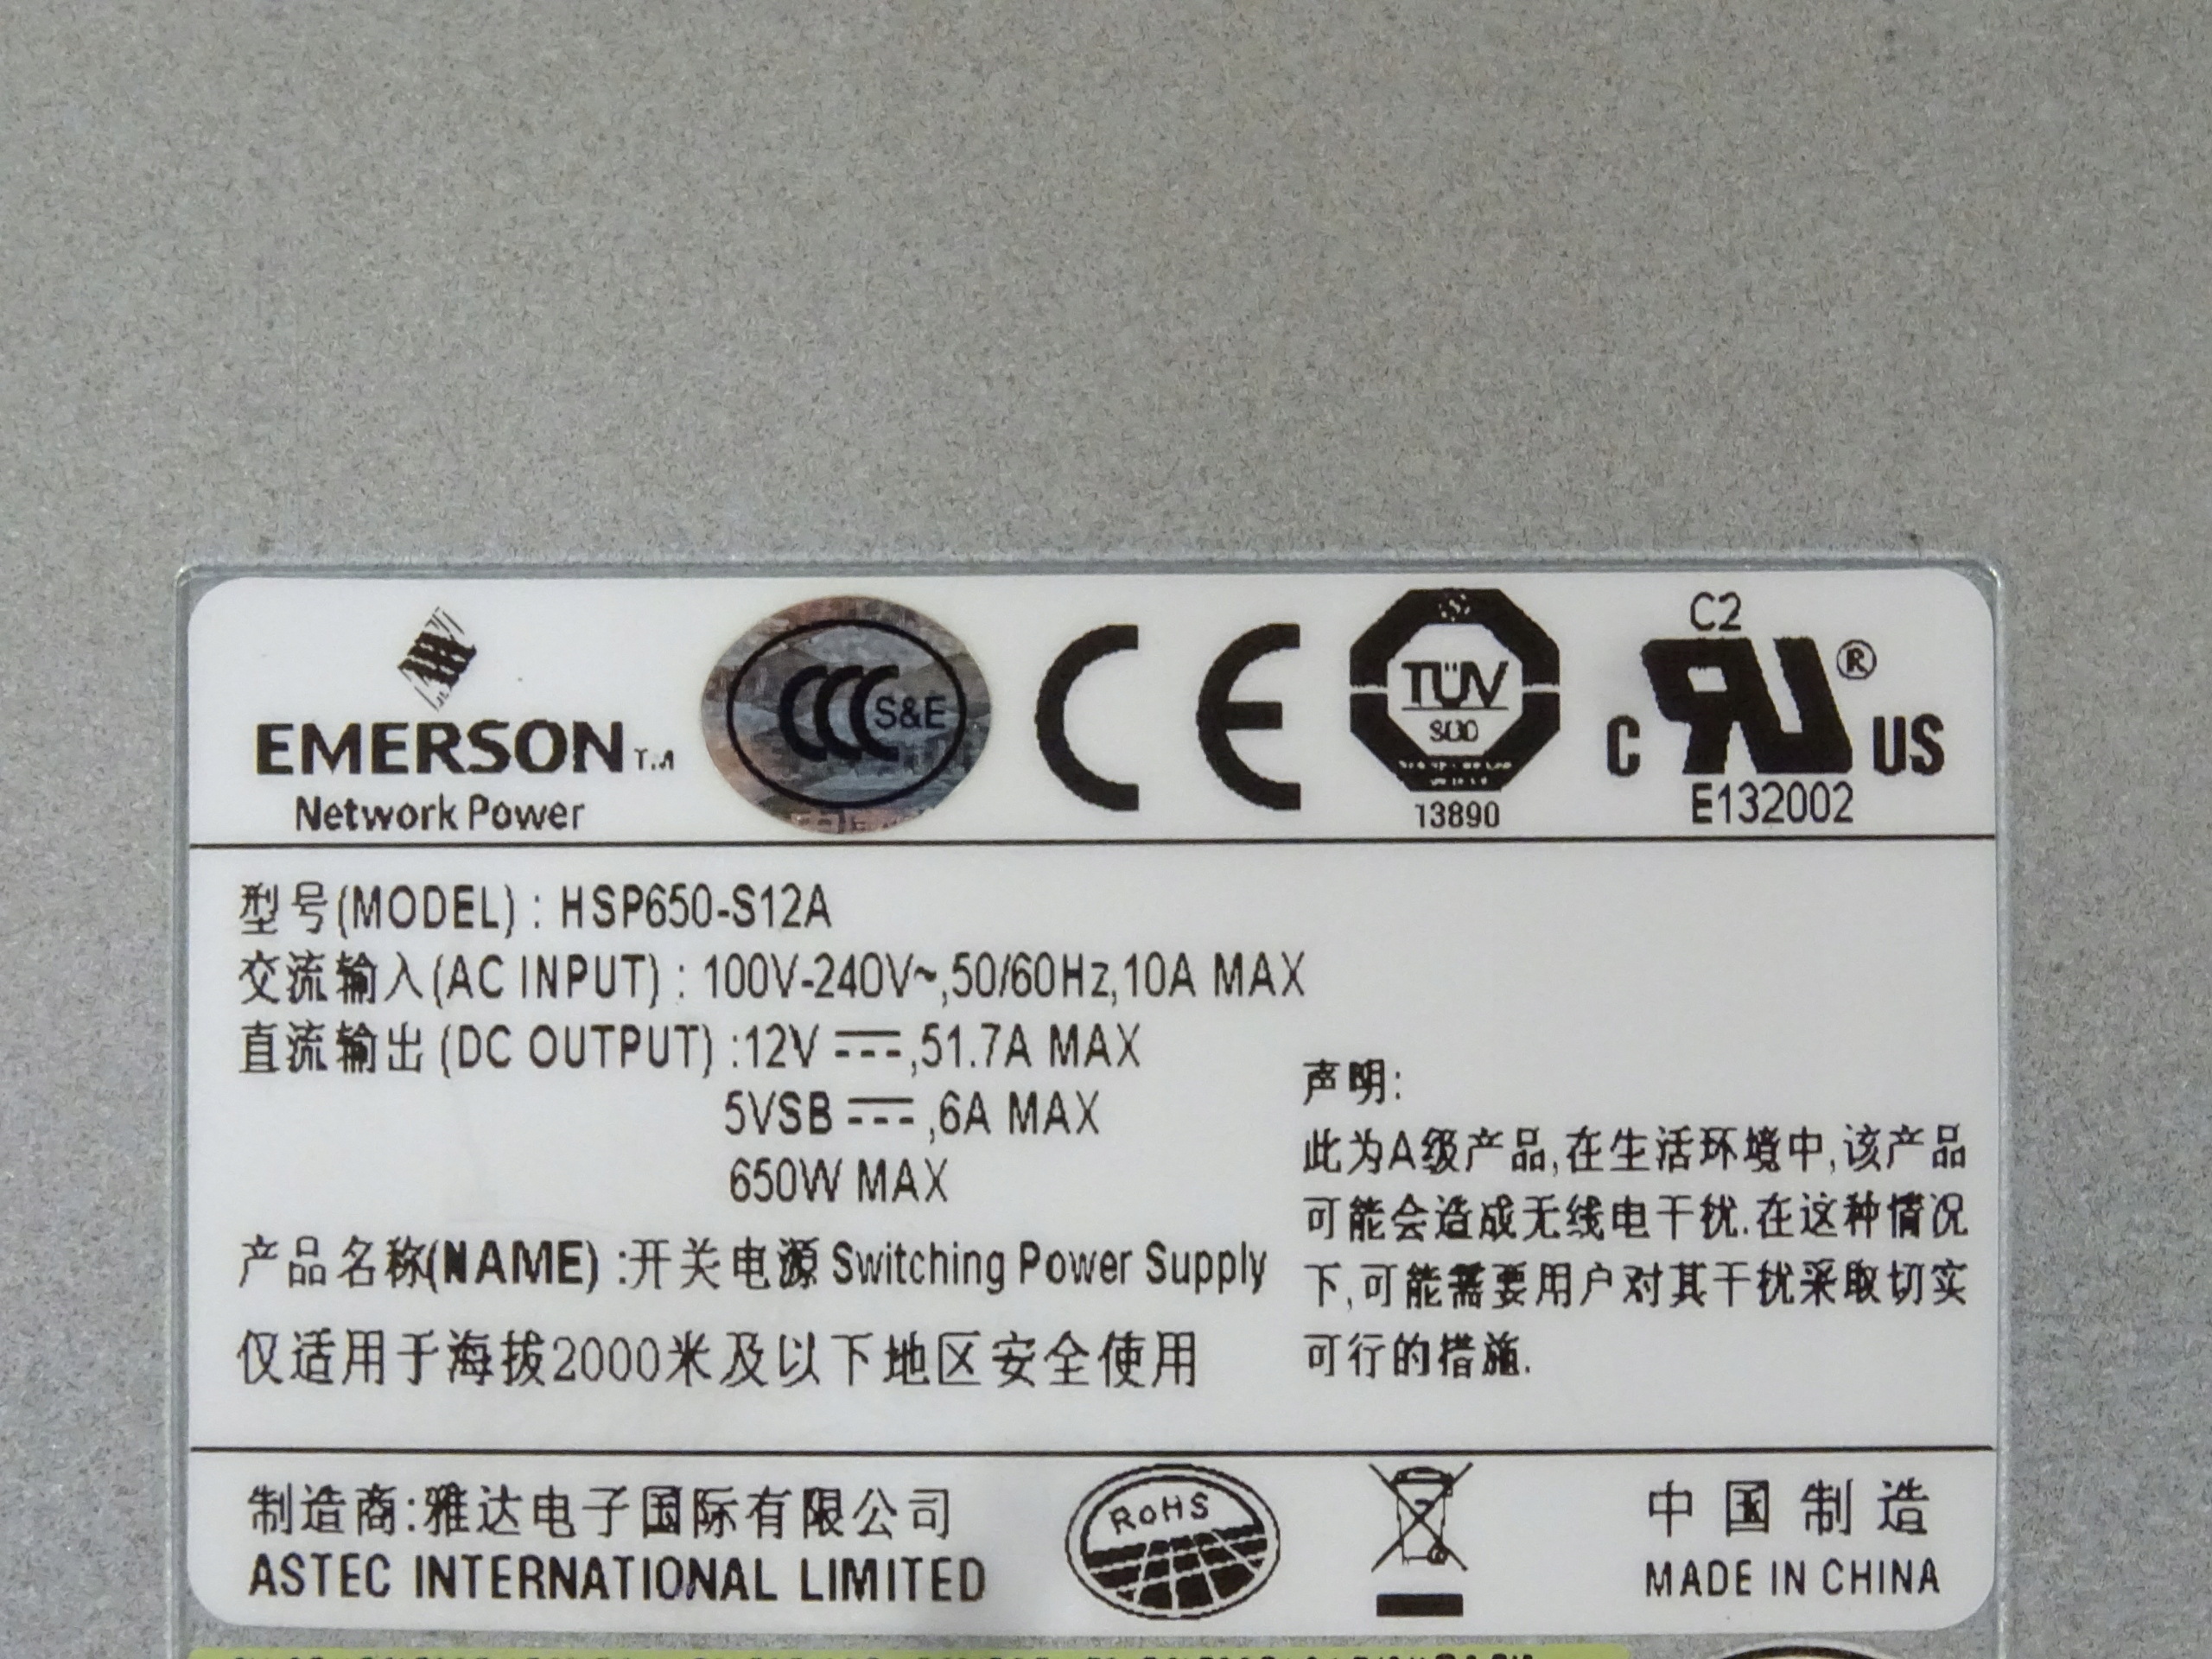 EMERSON TM
Network Power
CCC S&E
CE
TÜV
SÜD
13890
C2
C RU ® US
E132002
型号(MODEL) : HSP650-S12A
交流输入(AC INPUT) : 100V-240V~,50/60Hz,10A MAX
直流输出 (DC OUTPUT) :12V ⎓,51.7A MAX
5VSB ⎓,6A MAX
650W MAX
产品名称(NAME) :开关电源 Switching Power Supply
仅适用于海拔2000米及以下地区安全使用
声明:
此为A级产品,在生活环境中,该产品
可能会造成无线电干扰.在这种情况
下,可能需要用户对其干扰采取切实
可行的措施.
制造商:雅达电子国际有限公司
ASTEC INTERNATIONAL LIMITED
RoHS
中国制造
MADE IN CHINA